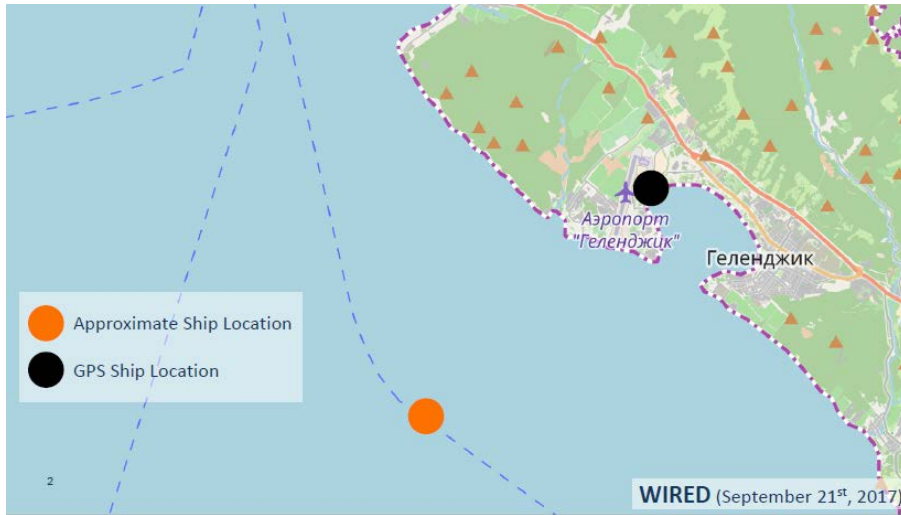 Аэропорт
"Геленджик"
Геленджик
Approximate Ship Location
GPS Ship Location
2
WIRED (September 21st, 2017)